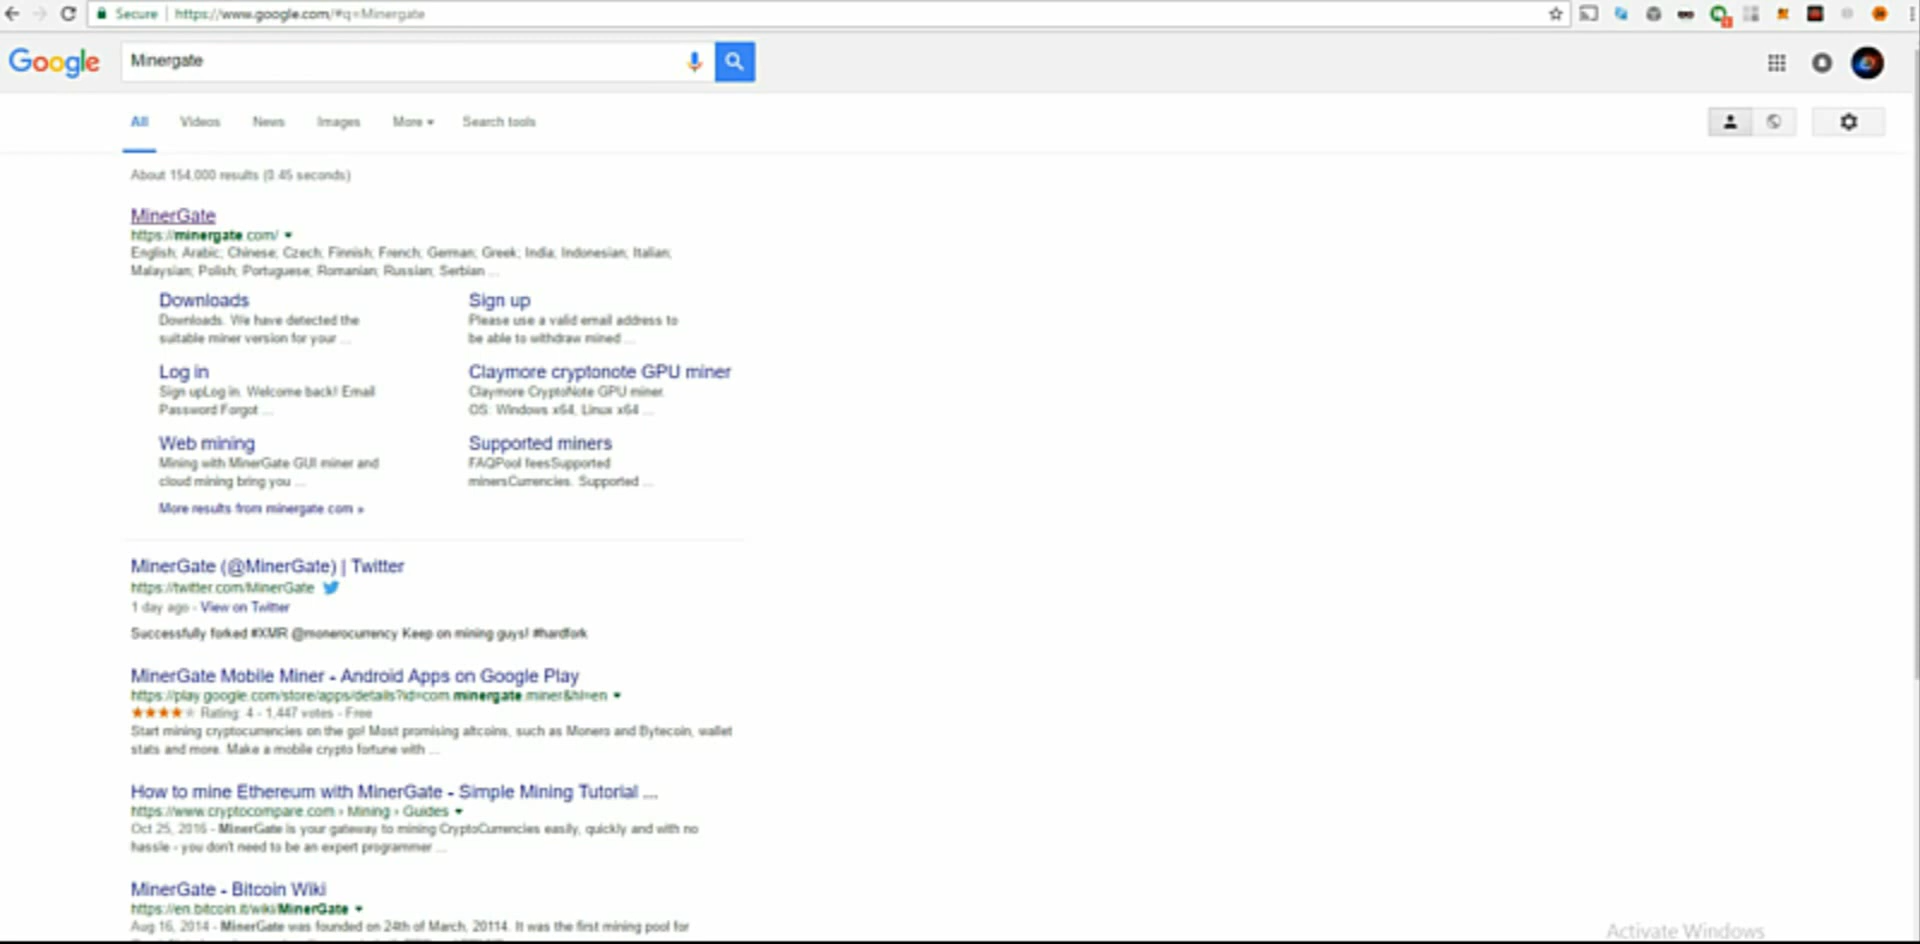 Secure | https://www.google.com/#q=Minergate
Google
Minergate
All Videos News Images More Search tools
About 154,000 results (0.45 seconds)
MinerGate
https://minergate.com/
English; Arabic; Chinese; Czech; Finnish; French; German; Greek; India; Indonesian; Italian;
Malaysian; Polish; Portuguese; Romanian; Russian; Serbian ...
Downloads
Downloads. We have detected the
suitable miner version for your ...
Sign up
Please use a valid email address to
be able to withdraw mined ...
Log in
Sign upLog in. Welcome back! Email
Password Forgot ...
Claymore cryptonote GPU miner
Claymore CryptoNote GPU miner.
OS: Windows x64, Linux x64 ...
Web mining
Mining with MinerGate GUI miner and
cloud mining bring you ...
Supported miners
FAQPool feesSupported
minersCurrencies. Supported ...
More results from minergate.com »
MinerGate (@MinerGate) | Twitter
https://twitter.com/MinerGate
1 day ago - View on Twitter
Successfully forked #XMR @monerocurrency Keep on mining guys! #hardfork
MinerGate Mobile Miner - Android Apps on Google Play
https://play.google.com/store/apps/details?id=com.minergate.miner&hl=en
Rating: 4 - 1,447 votes - Free
Start mining cryptocurrencies on the go! Most promising altcoins, such as Monero and Bytecoin, wallet
stats and more. Make a mobile crypto fortune with ...
How to mine Ethereum with MinerGate - Simple Mining Tutorial ...
https://www.cryptocompare.com › Mining › Guides
Oct 25, 2016 - MinerGate is your gateway to mining CryptoCurrencies easily, quickly and with no
hassle - you don't need to be an expert programmer ...
MinerGate - Bitcoin Wiki
https://en.bitcoin.it/wiki/MinerGate
Aug 16, 2014 - MinerGate was founded on 24th of March, 20114. It was the first mining pool for
Activate Windows